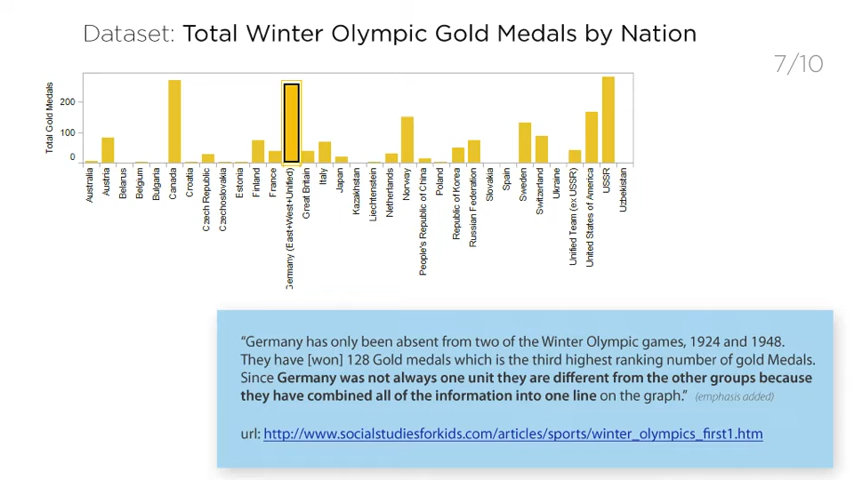 Dataset: Total Winter Olympic Gold Medals by Nation
7/10
Total Gold Medals
200
100
0
Australia
Austria
Belarus
Belgium
Bulgaria
Canada
Croatia
Czech Republic
Czechoslovakia
Estonia
Finland
France
Germany (East+West+Unified)
Great Britain
Italy
Japan
Kazakhstan
Liechtenstein
Netherlands
Norway
People's Republic of China
Poland
Republic of Korea
Russian Federation
Slovakia
Spain
Sweden
Switzerland
Ukraine
Unified Team (ex USSR)
United States of America
USSR
Uzbekistan
“Germany has only been absent from two of the Winter Olympic games, 1924 and 1948.
They have [won] 128 Gold medals which is the third highest ranking number of gold Medals.
Since Germany was not always one unit they are different from the other groups because
they have combined all of the information into one line on the graph.” (emphasis added)
url: http://www.socialstudiesforkids.com/articles/sports/winter_olympics_first1.htm